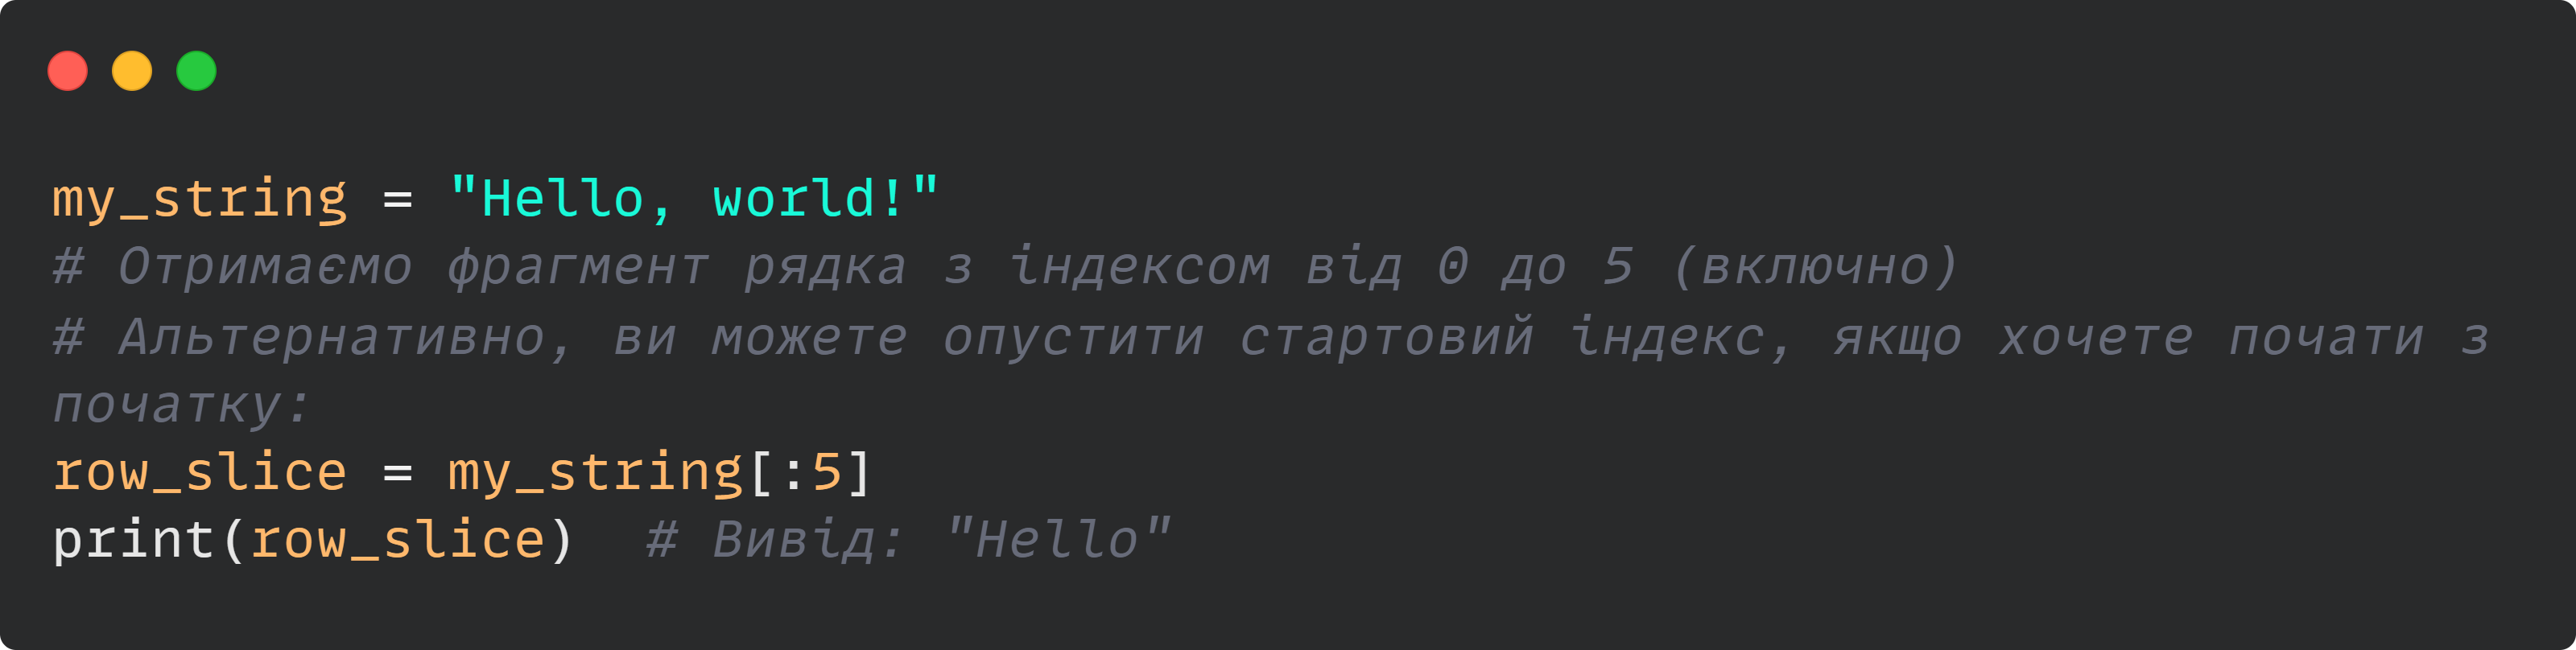 my_string = "Hello, world!"
# Отримаємо фрагмент рядка з індексом від 0 до 5 (включно)
# Альтернативно, ви можете опустити стартовий індекс, якщо хочете почати з
початку:
row_slice = my_string[:5]
print(row_slice)  # Вивід: "Hello"